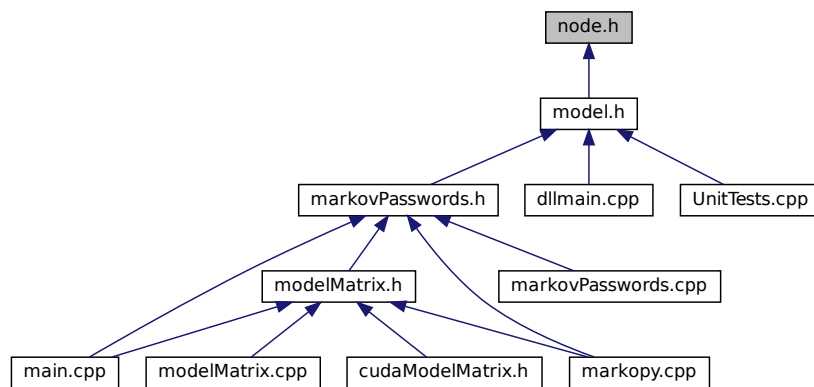 node.h
model.h
markovPasswords.h
dllmain.cpp
UnitTests.cpp
modelMatrix.h
markovPasswords.cpp
main.cpp
modelMatrix.cpp
cudaModelMatrix.h
markopy.cpp